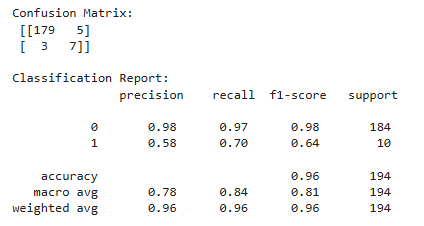 Confusion Matrix:
[[179 5]
[ 3 7]]
Classification Report:
precision recall f1-score support
0 0.98 0.97 0.98 184
1 0.58 0.70 0.64 10
accuracy 0.96 194
macro avg 0.78 0.84 0.81 194
weighted avg 0.96 0.96 0.96 194